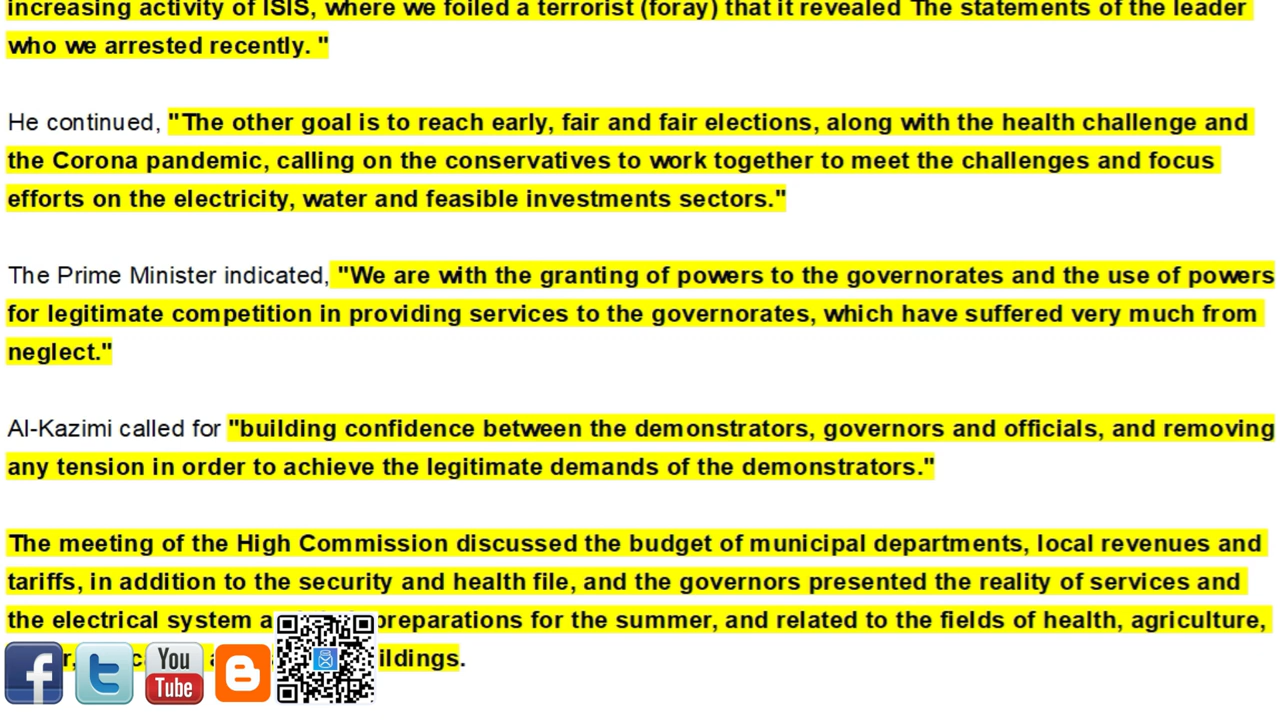 increasing activity of ISIS, where we foiled a terrorist (foray) that it revealed The statements of the leader
who we arrested recently. "
He continued, "The other goal is to reach early, fair and fair elections, along with the health challenge and
the Corona pandemic, calling on the conservatives to work together to meet the challenges and focus
efforts on the electricity, water and feasible investments sectors."
The Prime Minister indicated, "We are with the granting of powers to the governorates and the use of powers
for legitimate competition in providing services to the governorates, which have suffered very much from
neglect."
Al-Kazimi called for "building confidence between the demonstrators, governors and officials, and removing
any tension in order to achieve the legitimate demands of the demonstrators."
The meeting of the High Commission discussed the budget of municipal departments, local revenues and
tariffs, in addition to the security and health file, and the governors presented the reality of services and
the electrical system preparations for the summer, and related to the fields of health, agriculture,
ildings.
You
Tube